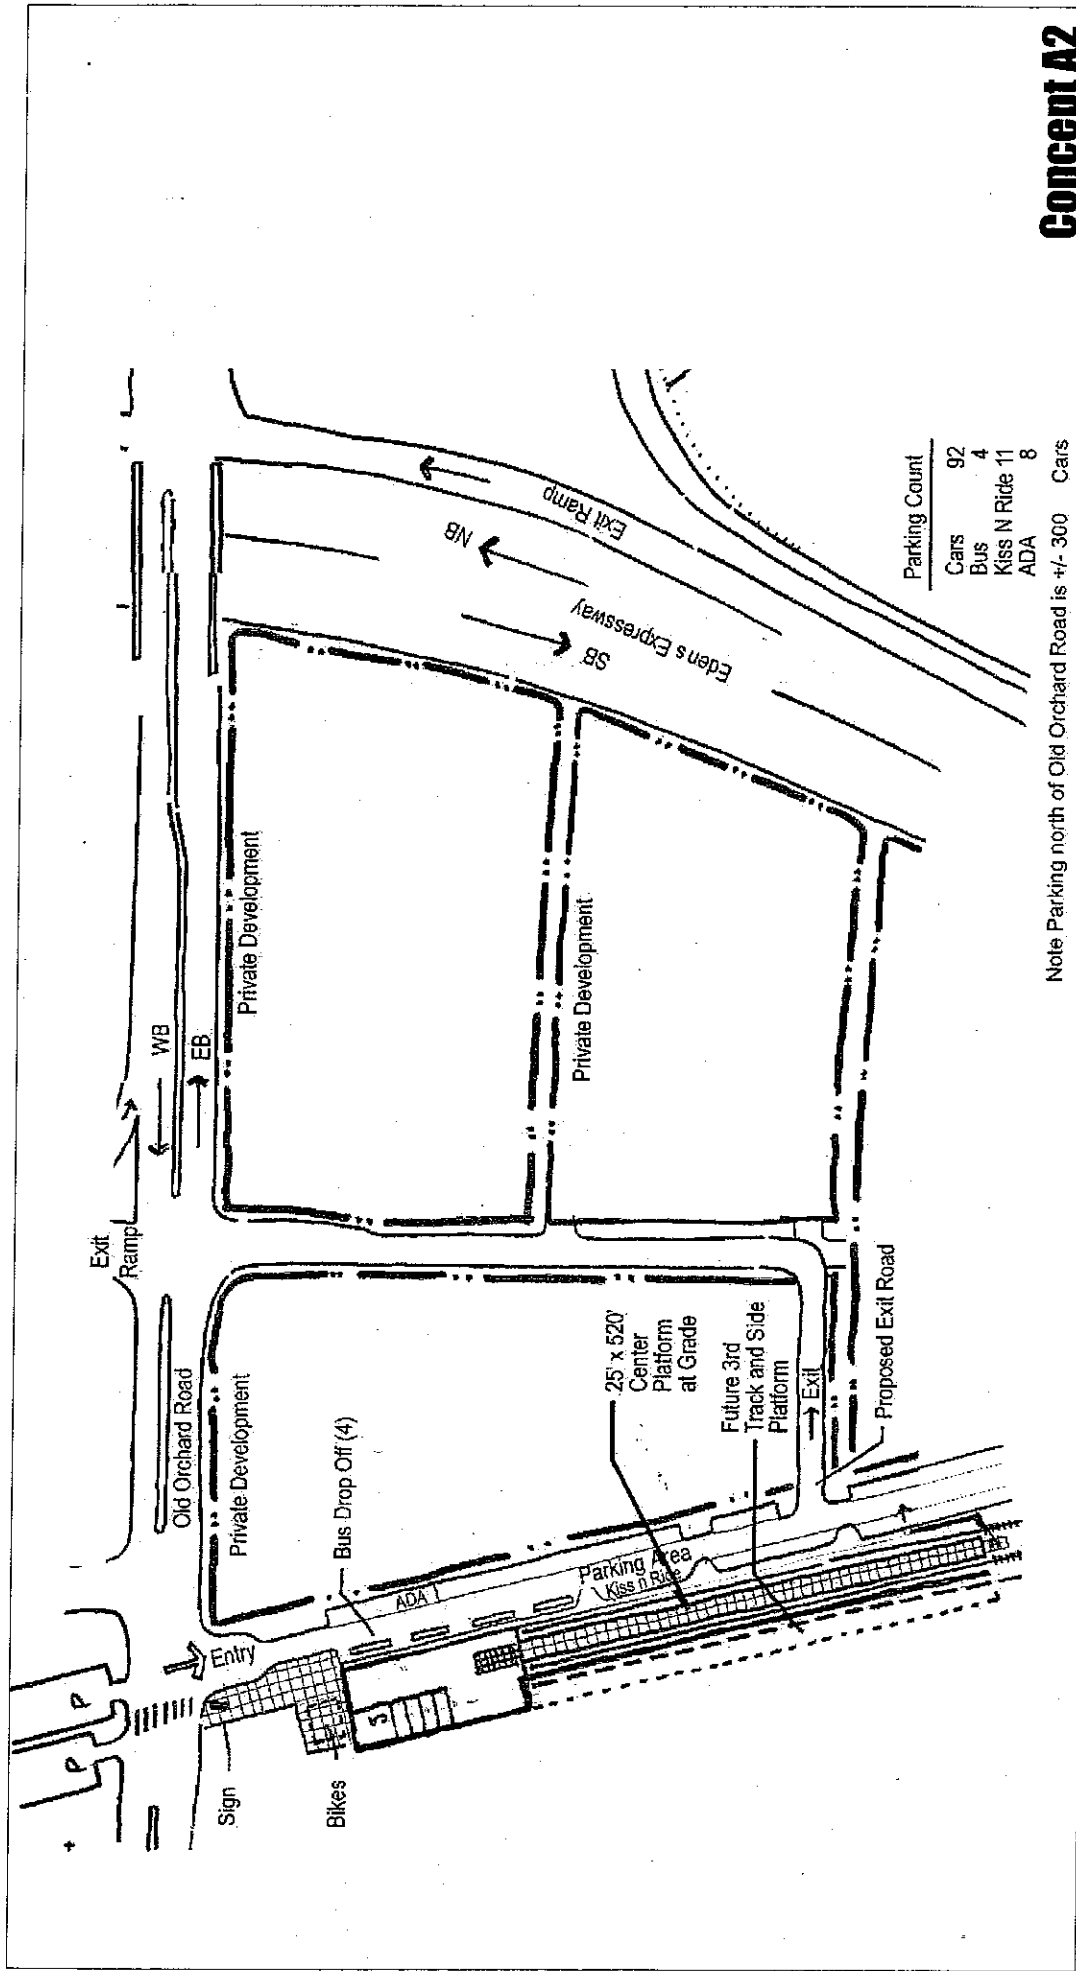 Exit
Ramp
WB
EB
Old Orchard Road
Entry
Sign
Bikes
P
P
5
Private Development
Private Development
Private Development
Bus Drop Off (4)
ADA
Parking Area
Kiss n Ride
25' x 520'
Center
Platform
at Grade
Future 3rd
Track and Side
Platform
Exit
Proposed Exit Road
SB
NB
Eden s Expressway
Exit Ramp
Parking Count
Cars 92
Bus 4
Kiss N Ride 11
ADA 8
Note Parking north of Old Orchard Road is +/- 300 Cars
Concept A2